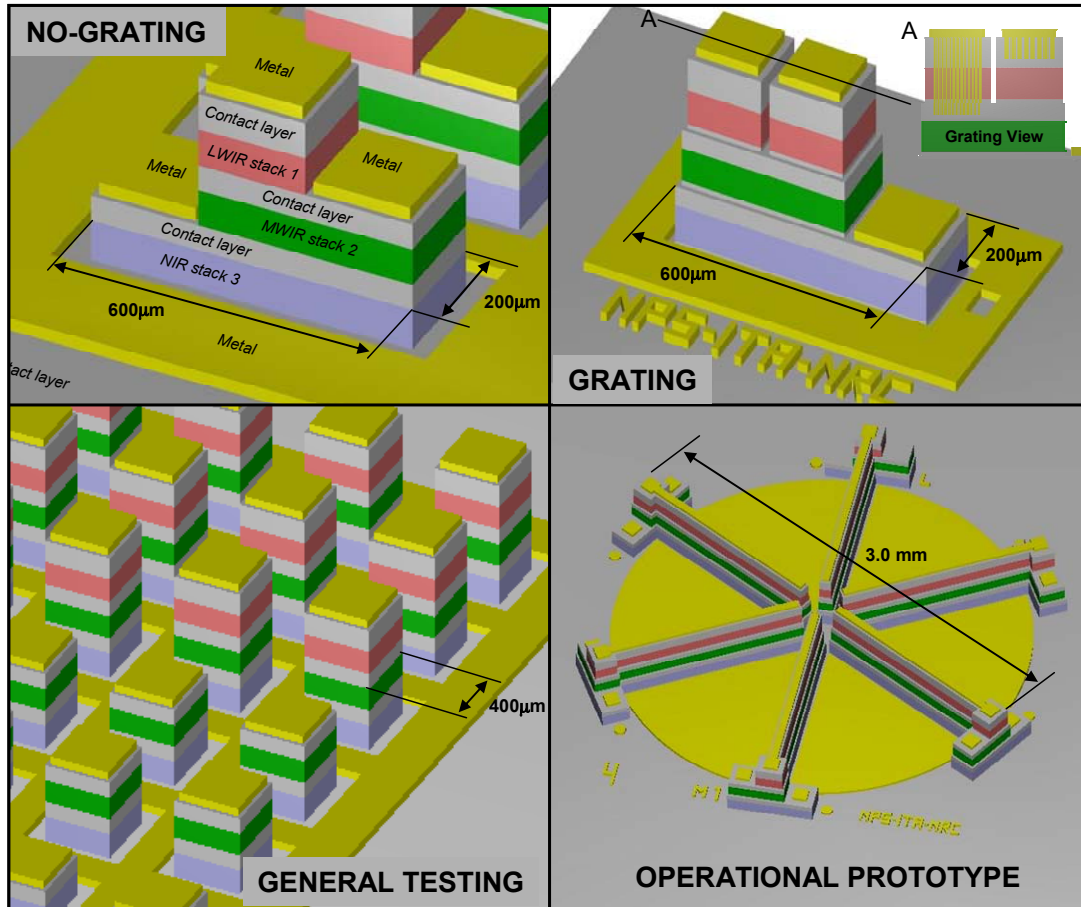 NO-GRATING
Metal
Contact layer
LWIR stack 1
Metal
Metal
Contact layer
MWIR stack 2
Contact layer
NIR stack 3
200µm
600µm
Metal
tact layer
A
A
Grating View
200µm
600µm
NPS-ITA-NRC
GRATING
400µm
GENERAL TESTING
3.0 mm
L
4
M1
NPS-ITA-NRC
OPERATIONAL PROTOTYPE